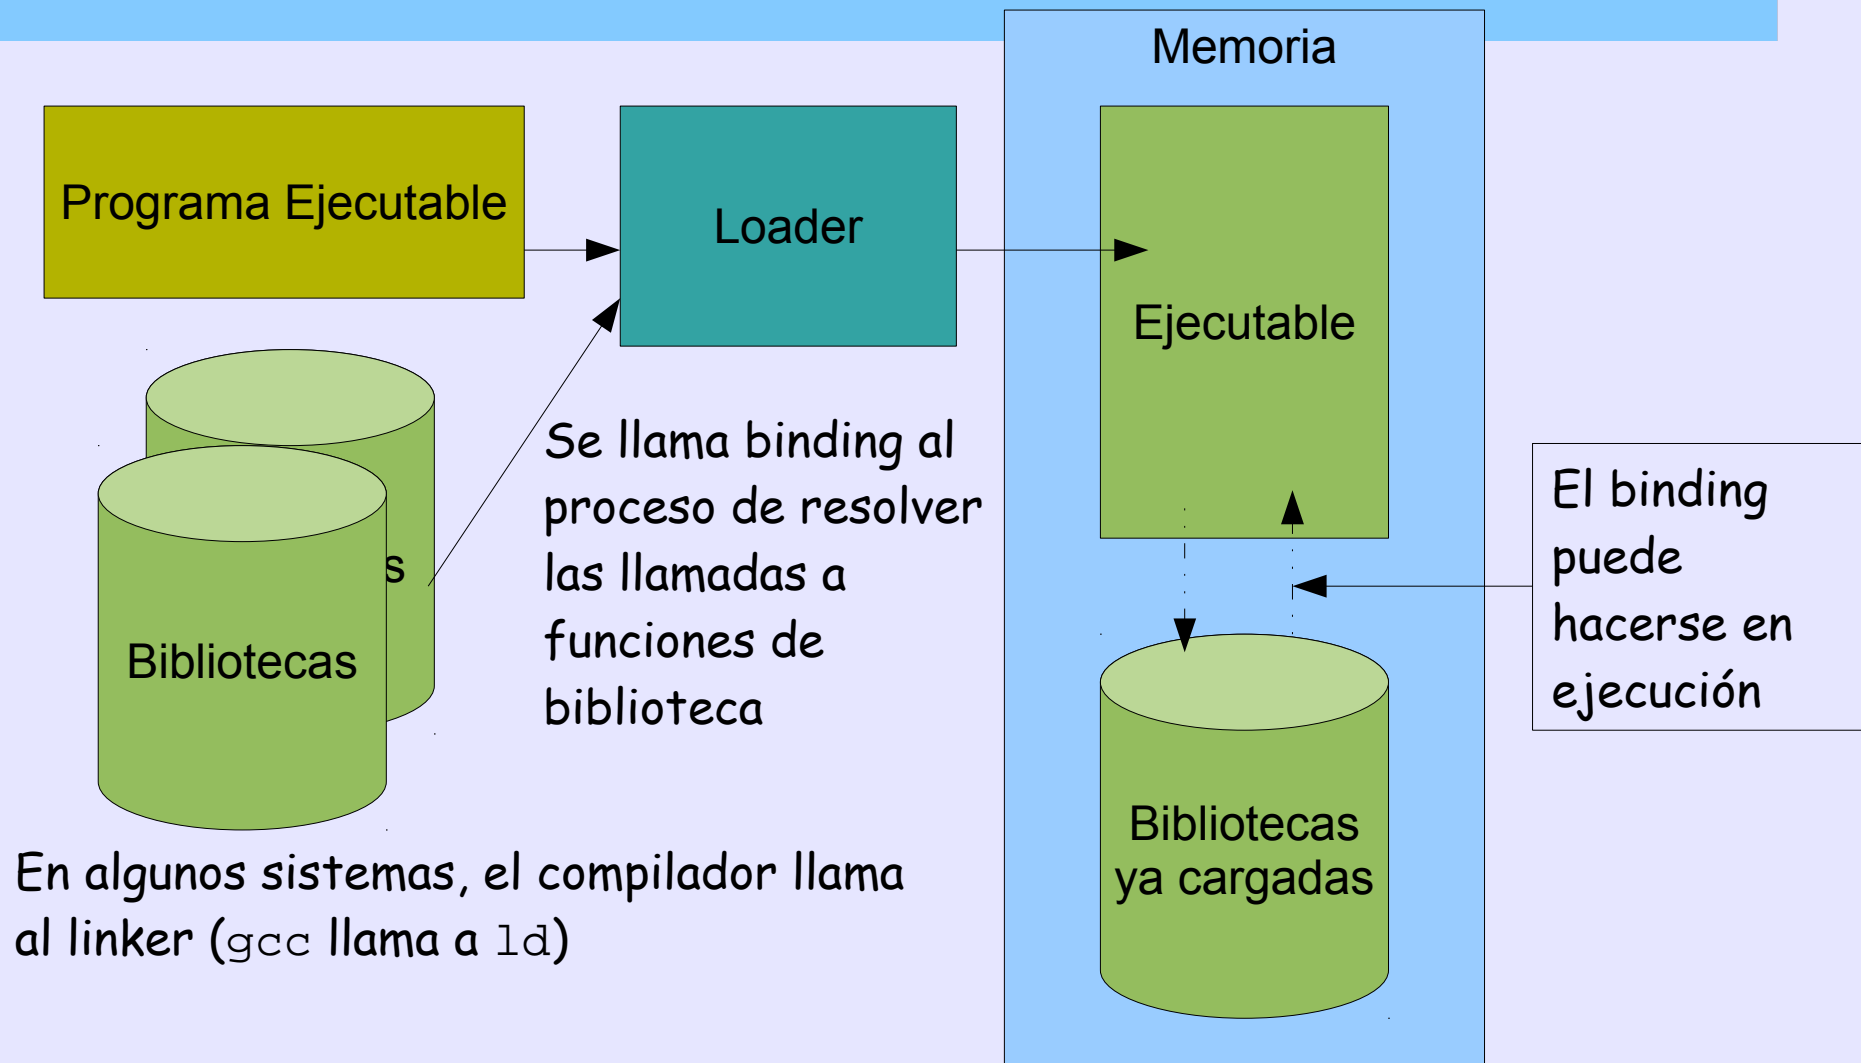 Memoria
Programa Ejecutable
Loader
Ejecutable
s
Bibliotecas
Se llama binding al
proceso de resolver
las llamadas a
funciones de
biblioteca
El binding
puede
hacerse en
ejecución
Bibliotecas
ya cargadas
En algunos sistemas, el compilador llama
al linker (gcc llama a ld)